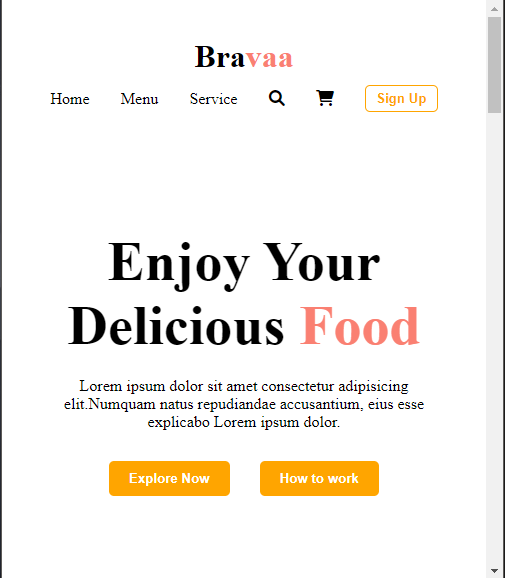 Bravaa
Home Menu Service Sign Up
Enjoy Your
Delicious Food
Lorem ipsum dolor sit amet consectetur adipisicing
elit.Numquam natus repudiandae accusantium, eius esse
explicabo Lorem ipsum dolor.
Explore Now How to work